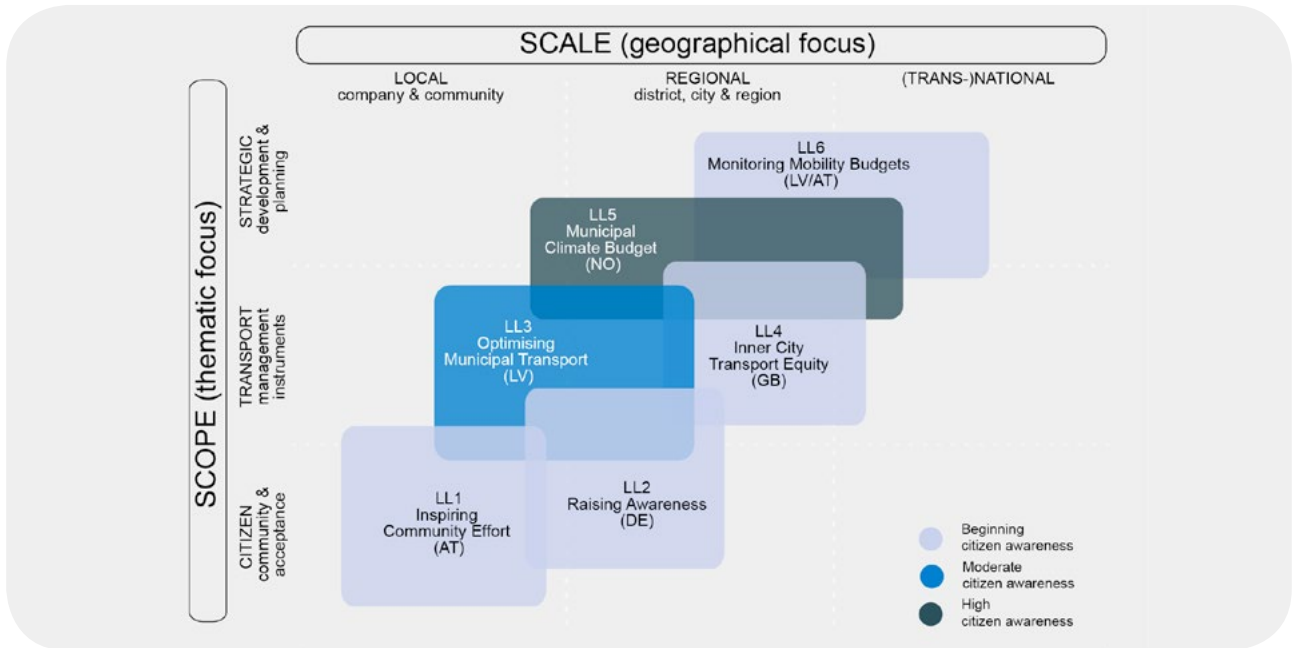 SCALE (geographical focus)
LOCAL
company & community
REGIONAL
district, city & region
(TRANS-)NATIONAL
SCOPE (thematic focus)
STRATEGIC
development &
planning
TRANSPORT
management
instruments
CITIZEN
community &
acceptance
LL6
Monitoring Mobility Budgets
(LV/AT)
LL5
Municipal
Climate Budget
(NO)
LL3
Optimising
Municipal Transport
(LV)
LL4
Inner City
Transport Equity
(GB)
LL1
Inspiring
Community Effort
(AT)
LL2
Raising Awareness
(DE)
Beginning
citizen awareness
Moderate
citizen awareness
High
citizen awareness